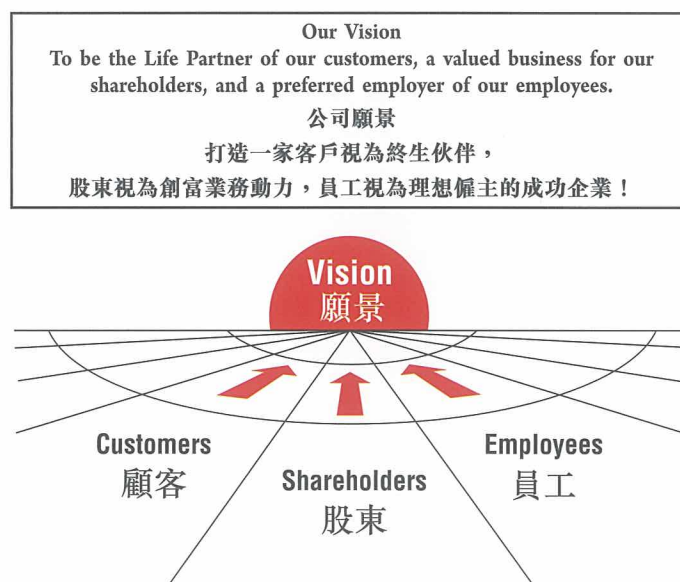 Our Vision
To be the Life Partner of our customers, a valued business for our
shareholders, and a preferred employer of our employees.
公司願景
打造一家客戶視為終生伙伴，
股東視為創富業務動力，員工視為理想僱主的成功企業！
Vision
願景
Customers
顧客
Shareholders
股東
Employees
員工